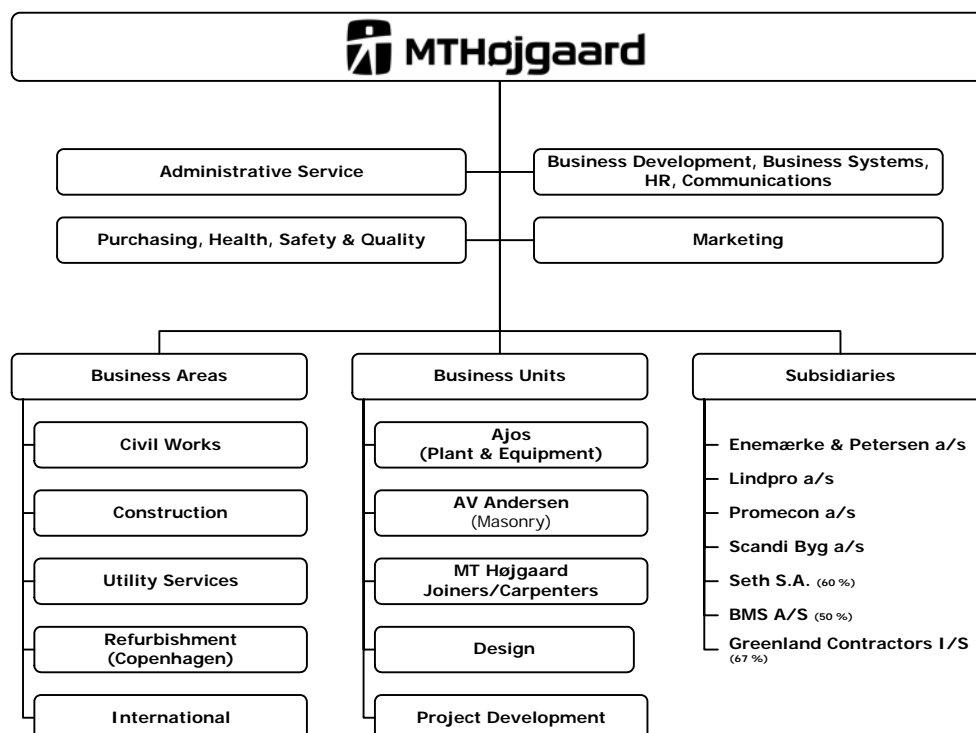 MTHøjgaard
Administrative Service
Business Development, Business Systems,
HR, Communications
Purchasing, Health, Safety & Quality
Marketing
Business Areas
Civil Works
Construction
Utility Services
Refurbishment
(Copenhagen)
International
Business Units
Ajos
(Plant & Equipment)
AV Andersen
(Masonry)
MT Højgaard
Joiners/Carpenters
Design
Project Development
Subsidiaries
Enemærke & Petersen a/s
Lindpro a/s
Promecon a/s
Scandi Byg a/s
Seth S.A. (60 %)
BMS A/S (50 %)
Greenland Contractors I/S
(67 %)